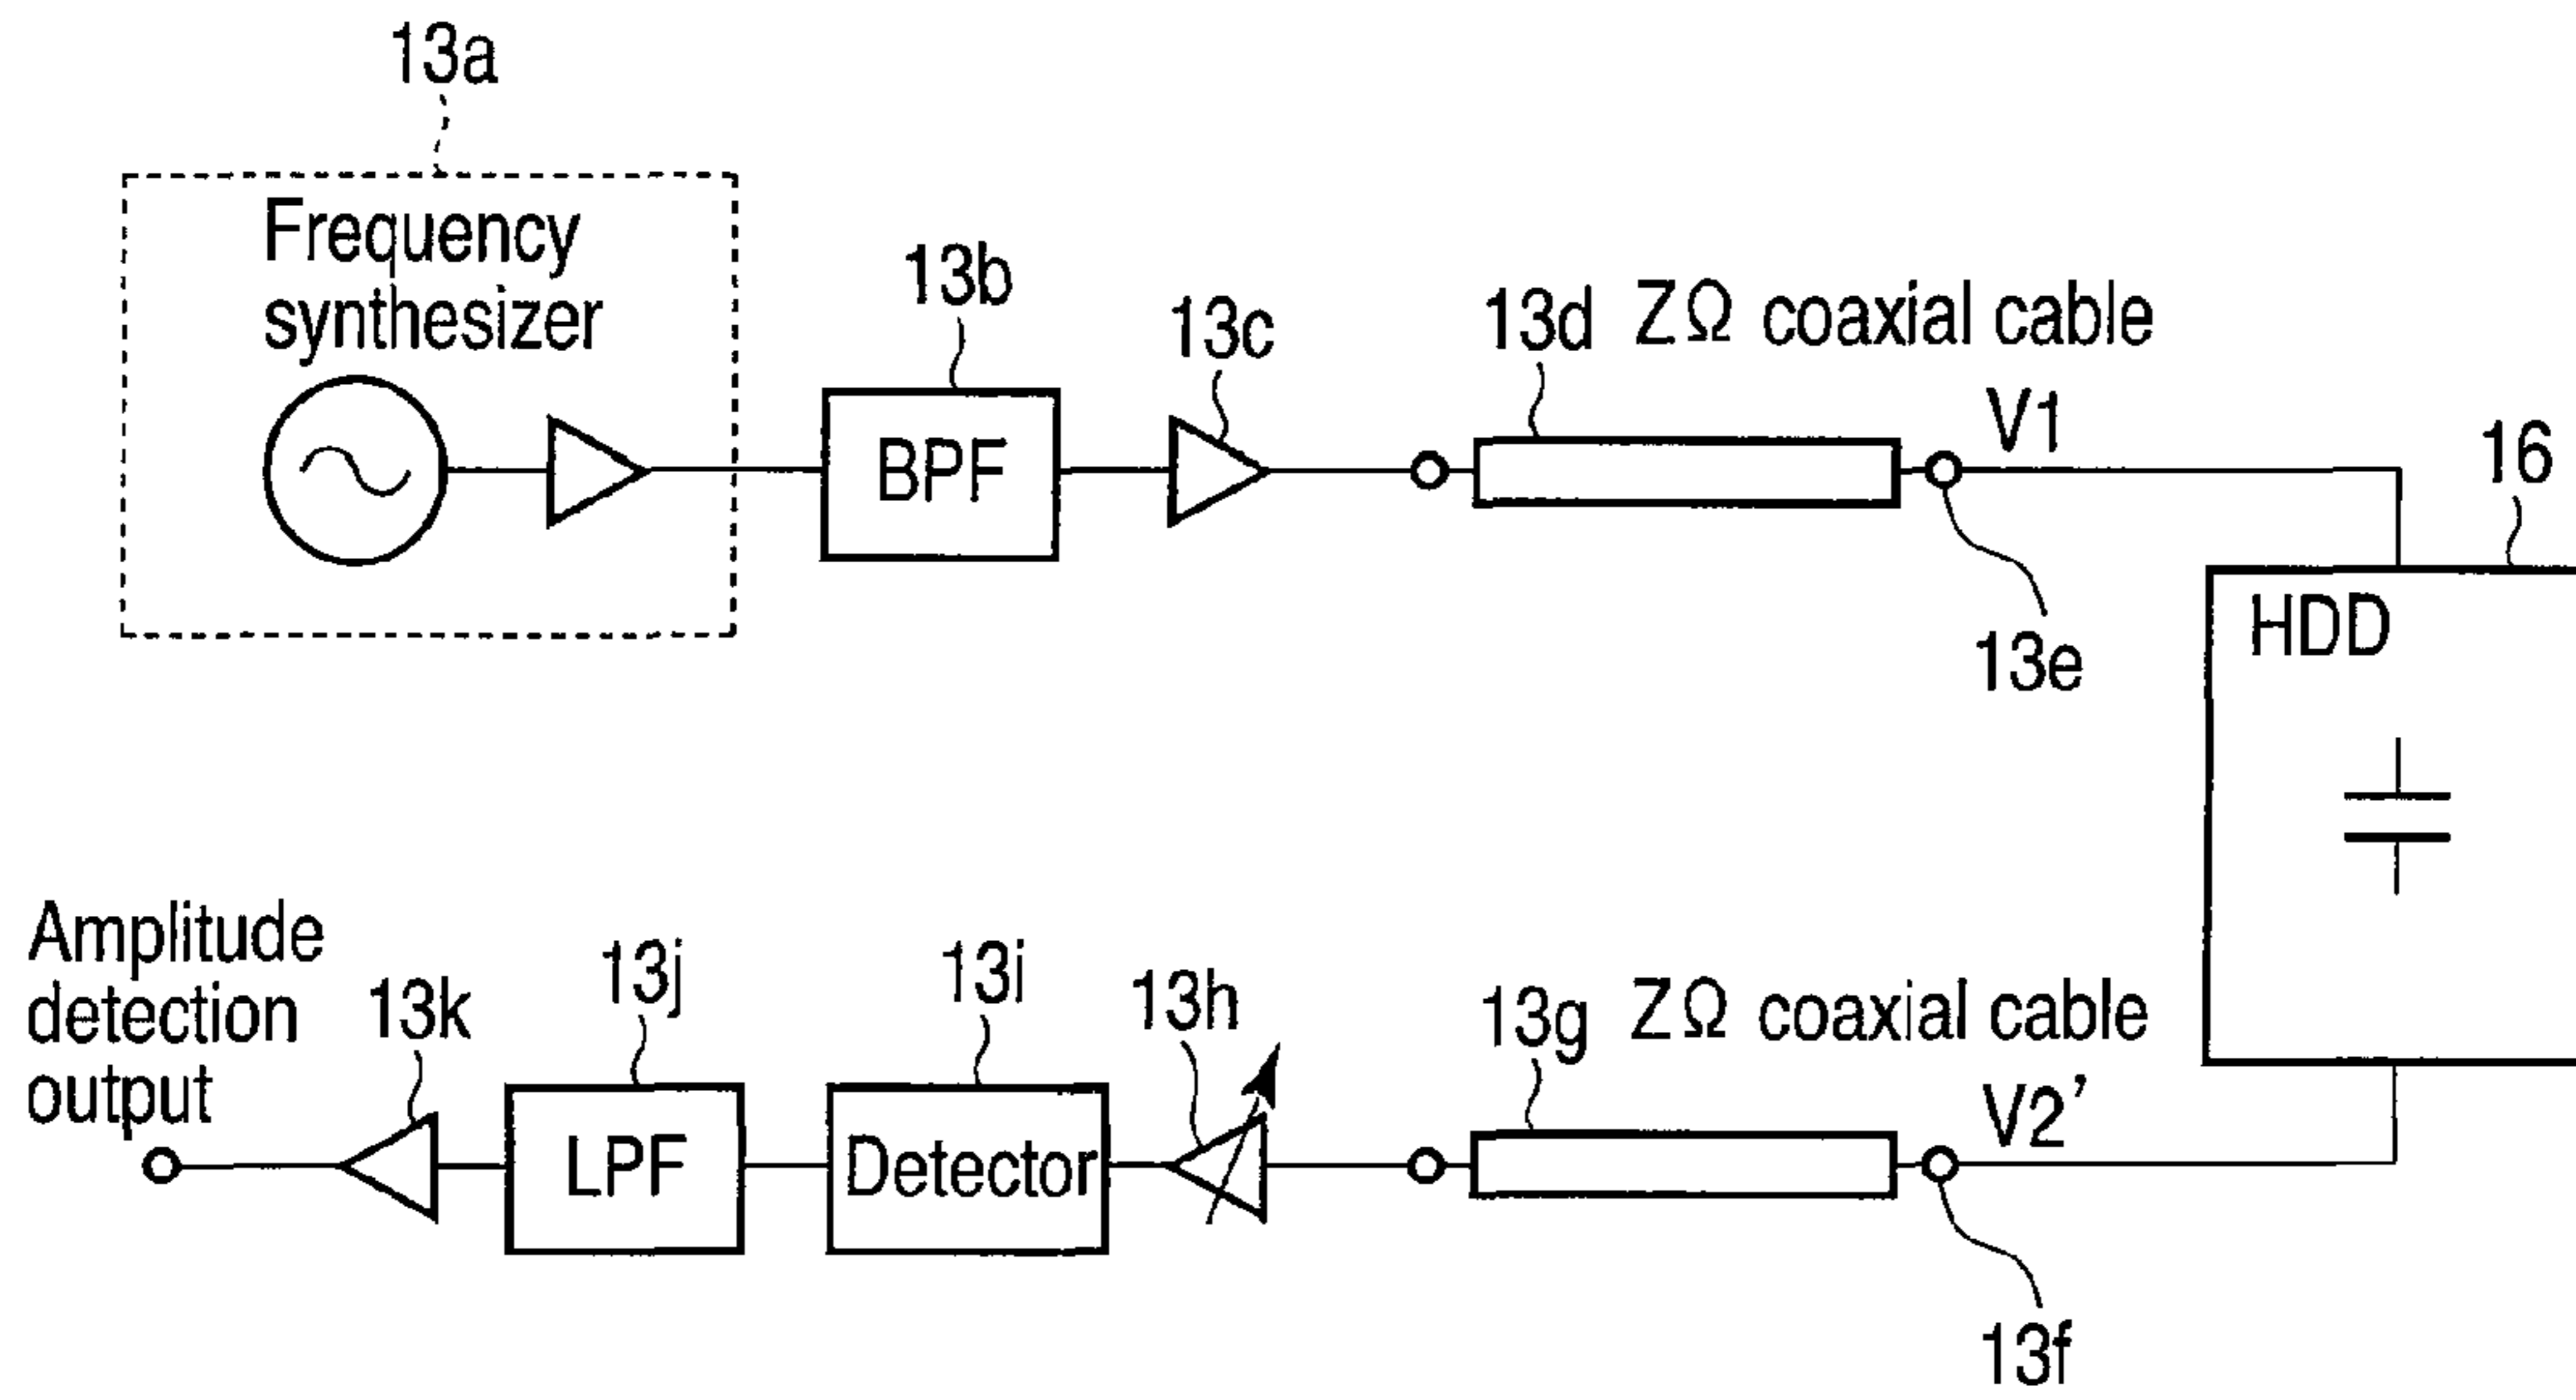 13a
Frequency
synthesizer
13b
BPF
13c
13d
ZΩ coaxial cable
V1
13e
16
HDD
Amplitude
detection
output
13k
13j
LPF
13i
Detector
13h
13g
ZΩ coaxial cable
V2’
13f